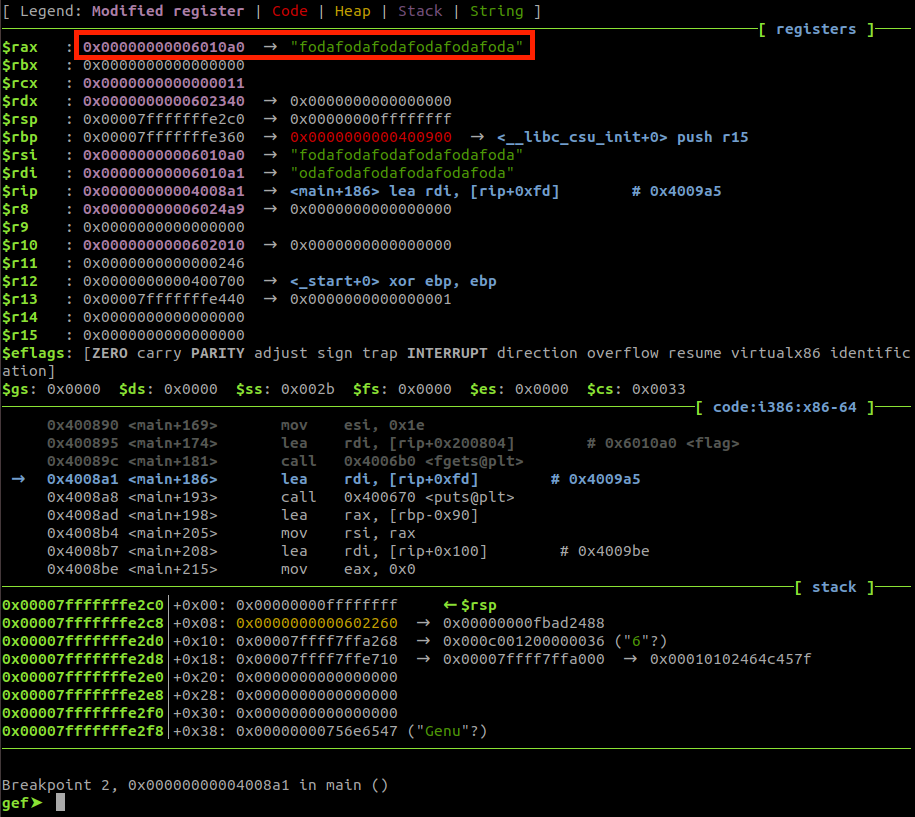 [ Legend: Modified register | Code | Heap | Stack | String ]
[ registers ]
$rax   : 0x00000000006010a0  →  "fodafodafodafodafodafoda"
$rbx   : 0x0000000000000000
$rcx   : 0x0000000000000011
$rdx   : 0x0000000000602340  →  0x0000000000000000
$rsp   : 0x00007fffffffe2c0  →  0x00000000ffffffff
$rbp   : 0x00007fffffffe360  →  0x0000000000400900  →  <__libc_csu_init+0> push r15
$rsi   : 0x00000000006010a0  →  "fodafodafodafodafodafoda"
$rdi   : 0x00000000006010a1  →  "odafodafodafodafodafoda"
$rip   : 0x00000000004008a1  →  <main+186> lea rdi, [rip+0xfd]        # 0x4009a5
$r8    : 0x00000000006024a9  →  0x0000000000000000
$r9    : 0x0000000000000000
$r10   : 0x0000000000602010  →  0x0000000000000000
$r11   : 0x0000000000000246
$r12   : 0x0000000000400700  →  <_start+0> xor ebp, ebp
$r13   : 0x00007fffffffe440  →  0x0000000000000001
$r14   : 0x0000000000000000
$r15   : 0x0000000000000000
$eflags: [ZERO carry PARITY adjust sign trap INTERRUPT direction overflow resume virtualx86 identific
ation]
$gs: 0x0000  $ds: 0x0000  $ss: 0x002b  $fs: 0x0000  $es: 0x0000  $cs: 0x0033
[ code:i386:x86-64 ]
0x400890 <main+169>       mov    esi, 0x1e
0x400895 <main+174>       lea    rdi, [rip+0x200804]        # 0x6010a0 <flag>
0x40089c <main+181>       call   0x4006b0 <fgets@plt>
→  0x4008a1 <main+186>       lea    rdi, [rip+0xfd]        # 0x4009a5
0x4008a8 <main+193>       call   0x400670 <puts@plt>
0x4008ad <main+198>       lea    rax, [rbp-0x90]
0x4008b4 <main+205>       mov    rsi, rax
0x4008b7 <main+208>       lea    rdi, [rip+0x100]        # 0x4009be
0x4008be <main+215>       mov    eax, 0x0
[ stack ]
0x00007fffffffe2c0│+0x00: 0x00000000ffffffff     ←$rsp
0x00007fffffffe2c8│+0x08: 0x0000000000602260  →  0x00000000fbad2488
0x00007fffffffe2d0│+0x10: 0x00007ffff7ffa268  →  0x000c001200000036 ("6"?)
0x00007fffffffe2d8│+0x18: 0x00007ffff7ffe710  →  0x00007ffff7ffa000  →  0x00010102464c457f
0x00007fffffffe2e0│+0x20: 0x0000000000000000
0x00007fffffffe2e8│+0x28: 0x0000000000000000
0x00007fffffffe2f0│+0x30: 0x0000000000000000
0x00007fffffffe2f8│+0x38: 0x00000000756e6547 ("Genu"?)
Breakpoint 2, 0x00000000004008a1 in main ()
gef➤